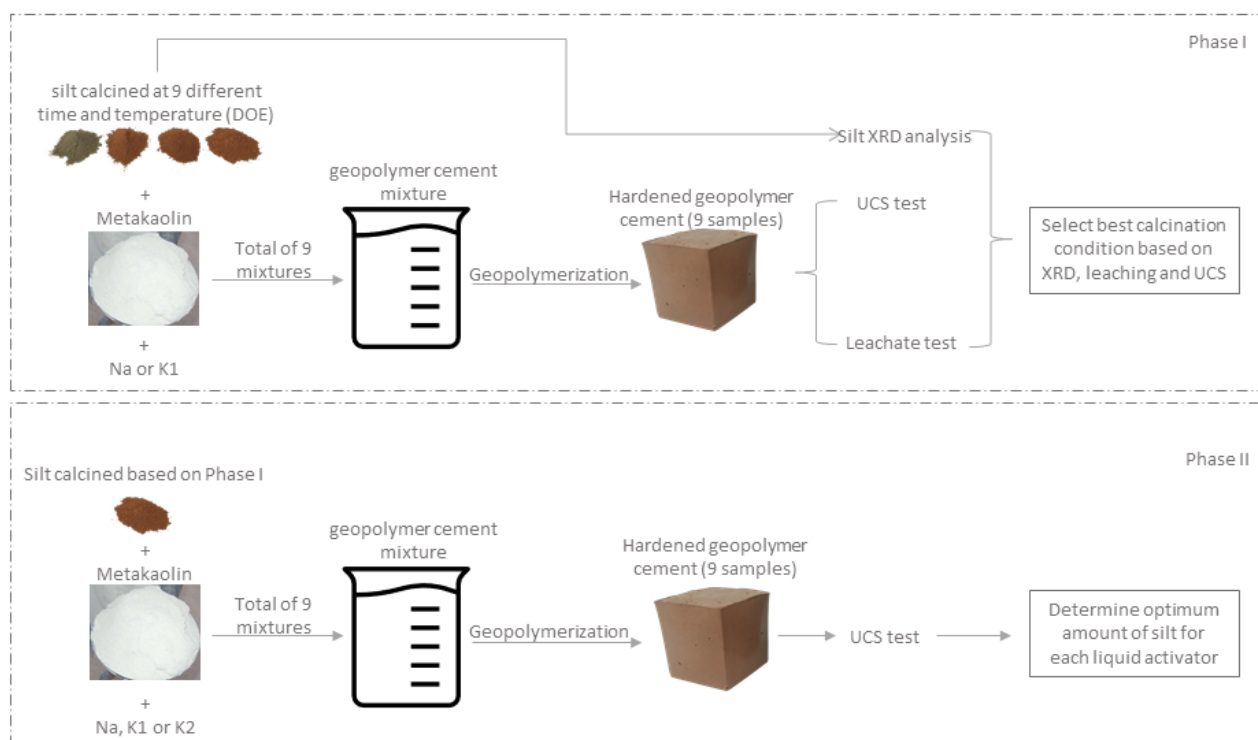 Phase I
silt calcined at 9 different
time and temperature (DOE)
+
Metakaolin
+
Na or K1
Total of 9
mixtures
geopolymer cement
mixture
Geopolymerization
Hardened geopolymer
cement (9 samples)
Silt XRD analysis
UCS test
Leachate test
Select best calcination
condition based on
XRD, leaching and UCS
Phase II
Silt calcined based on Phase I
+
Metakaolin
+
Na, K1 or K2
Total of 9
mixtures
geopolymer cement
mixture
Geopolymerization
Hardened geopolymer
cement (9 samples)
UCS test
Determine optimum
amount of silt for
each liquid activator